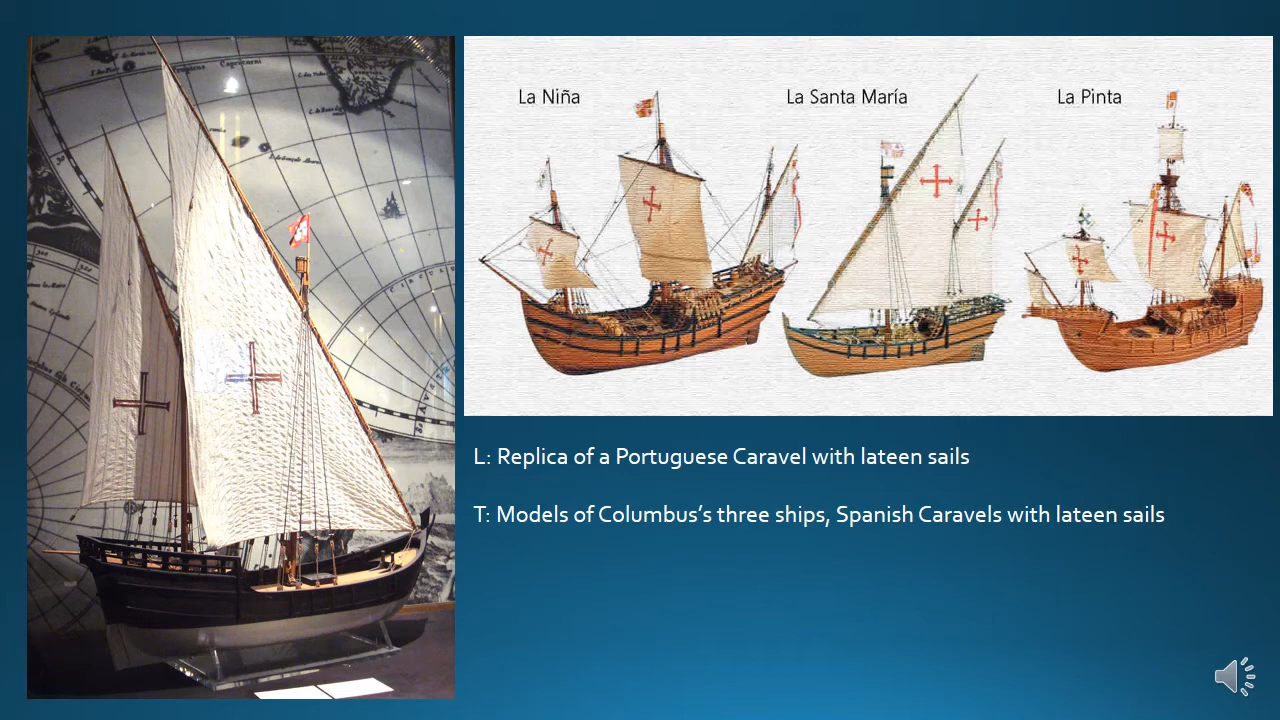 La Niña
La Santa María
La Pinta
L: Replica of a Portuguese Caravel with lateen sails
T: Models of Columbus’s three ships, Spanish Caravels with lateen sails